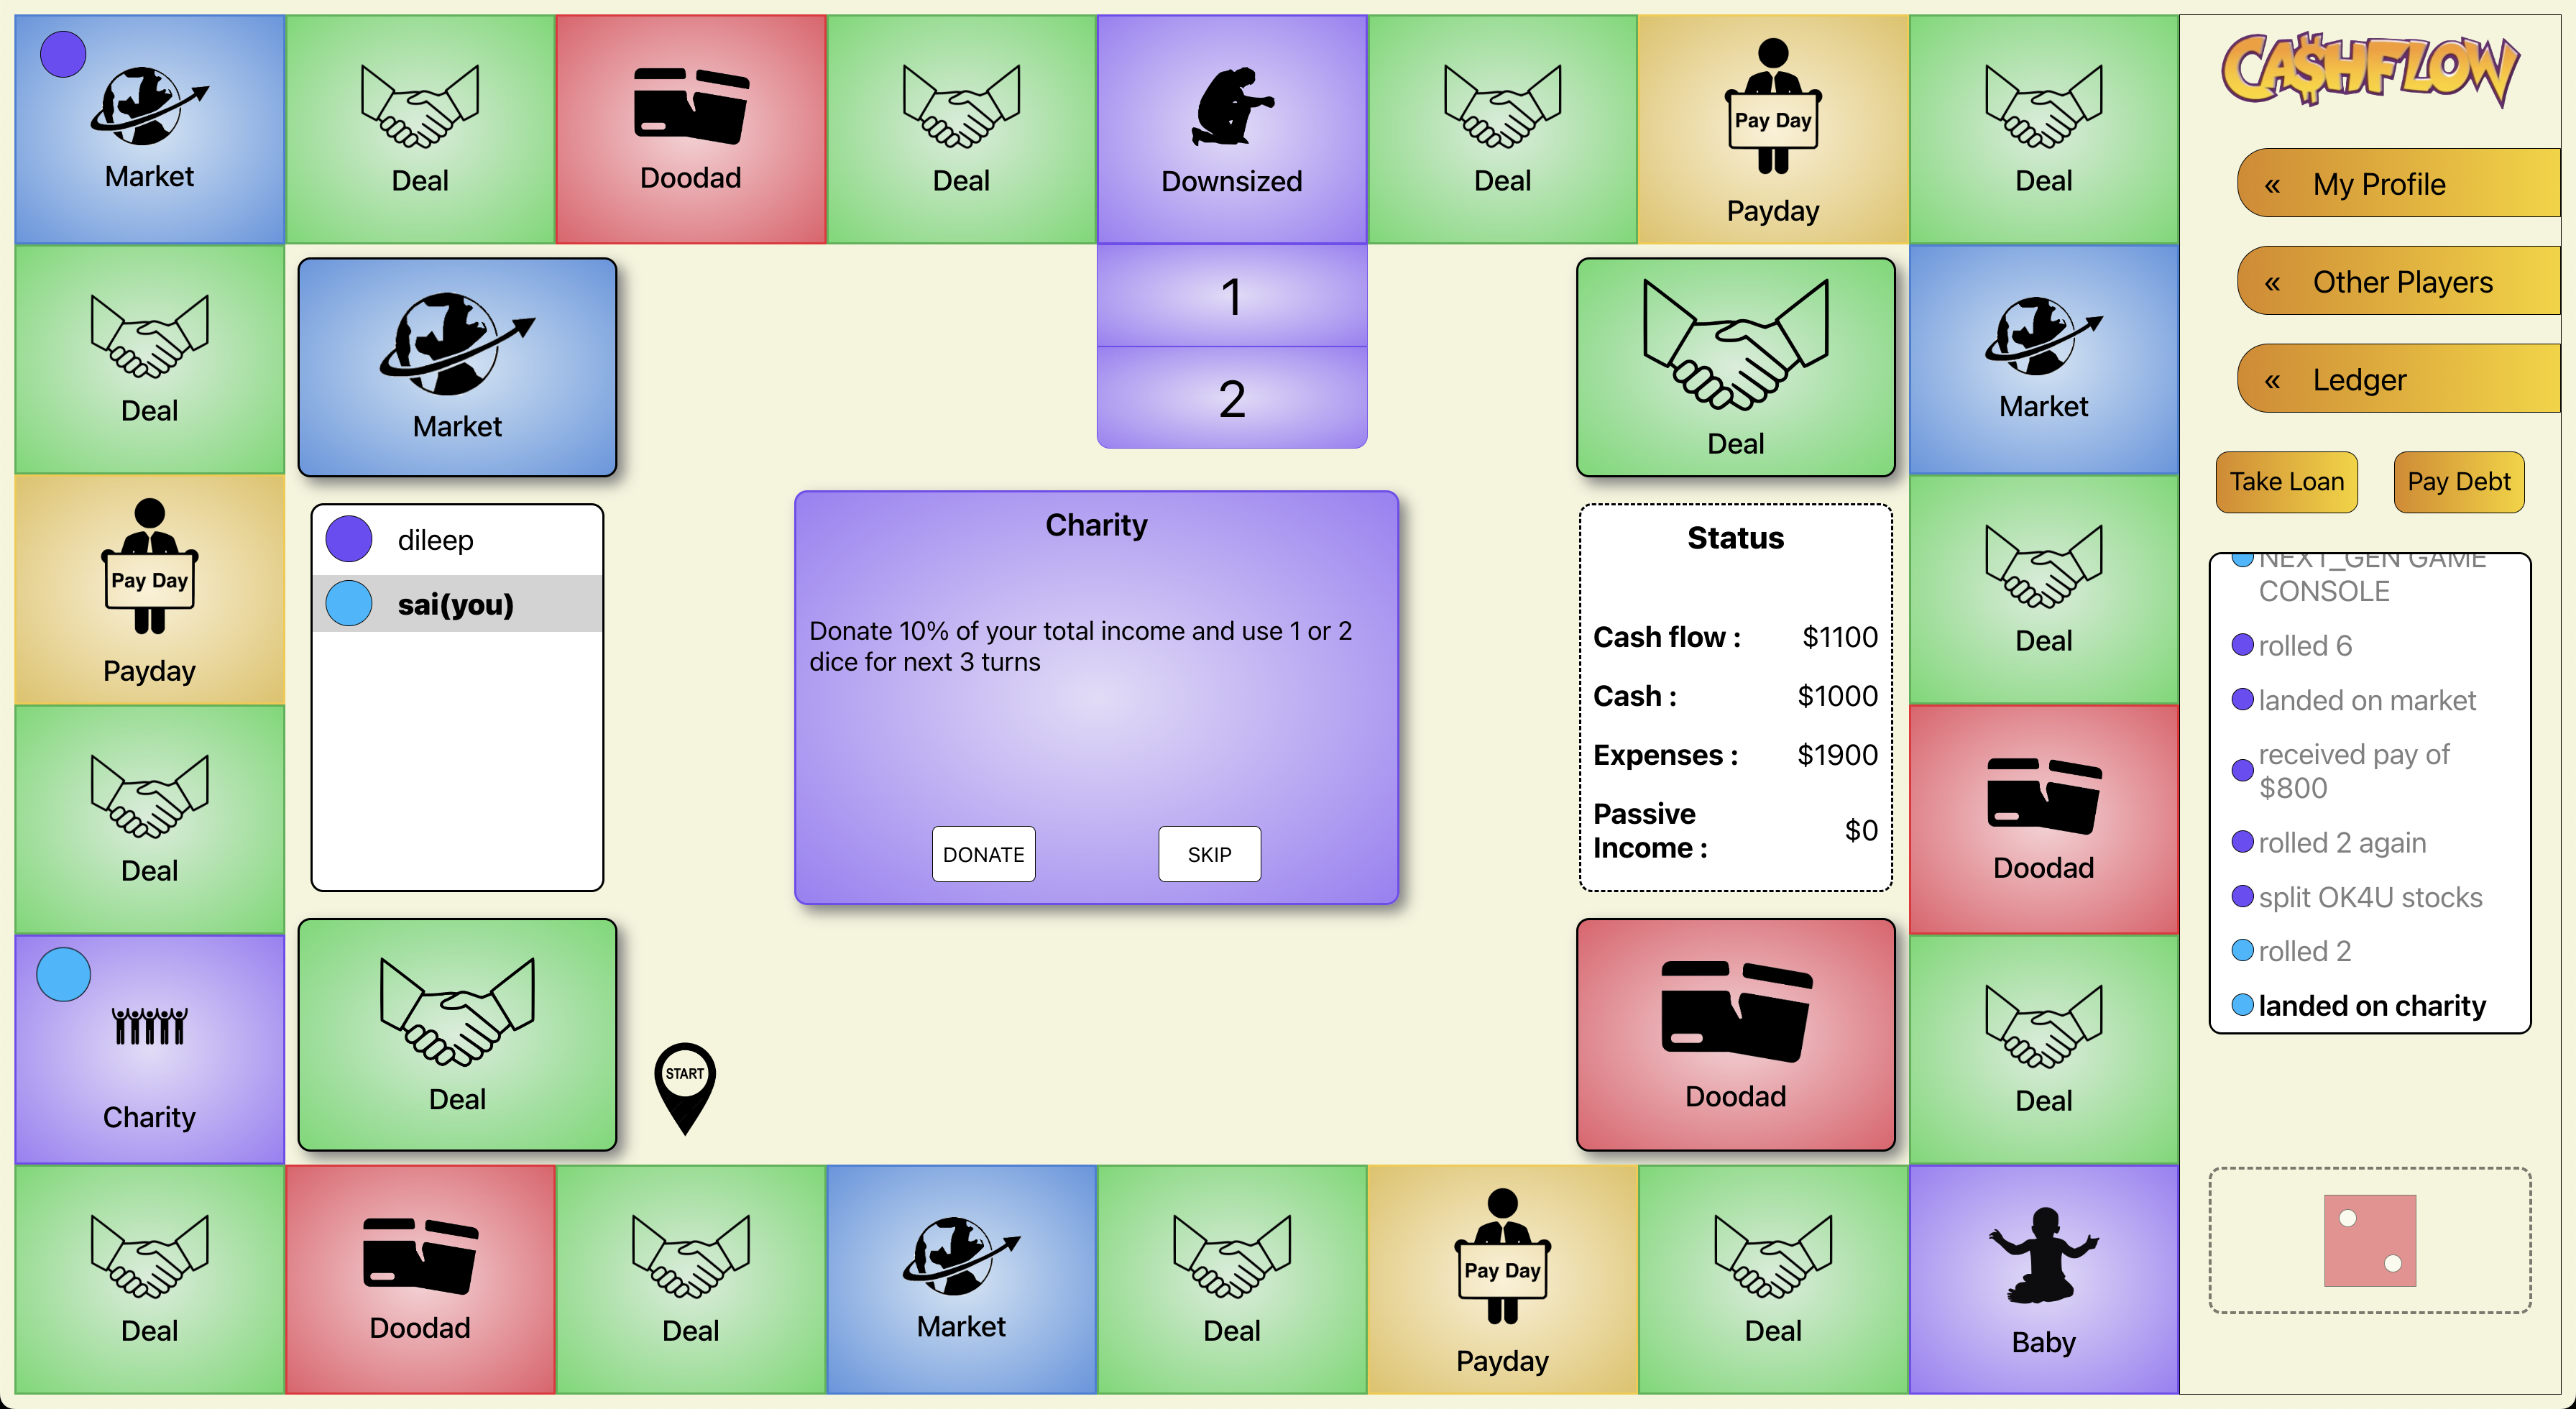 Market
Deal
Doodad
Deal
Downsized
Deal
Pay Day
Payday
Deal
CA$HFLOW
« My Profile
« Other Players
« Ledger
Take Loan
Pay Debt
Deal
Market
1
2
Deal
Market
Pay Day
Payday
dileep
sai(you)
Charity
Donate 10% of your total income and use 1 or 2
dice for next 3 turns
DONATE
SKIP
Status
Cash flow : $1100
Cash : $1000
Expenses : $1900
Passive
Income : $0
Deal
NEXT_GEN GAME
CONSOLE
rolled 6
landed on market
received pay of
$800
rolled 2 again
split OK4U stocks
rolled 2
landed on charity
Deal
Doodad
Charity
Deal
START
Doodad
Deal
Deal
Doodad
Deal
Market
Deal
Pay Day
Payday
Deal
Baby